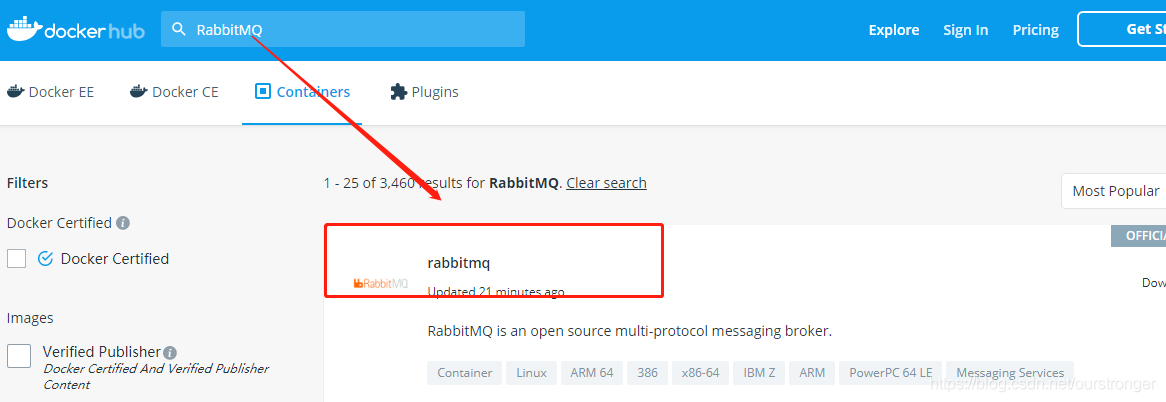 docker hub
RabbitMQ
Explore
Sign In
Pricing
Docker EE
Docker CE
Containers
Plugins
Filters
1 - 25 of 3,460 results for RabbitMQ. Clear search
Most Popular
Docker Certified
Docker Certified
rabbitmq
RabbitMQ
Updated 21 minutes ago
Images
RabbitMQ is an open source multi-protocol messaging broker.
Verified Publisher
Docker Certified And Verified Publisher
Content
Container
Linux
ARM 64
386
x86-64
IBM Z
ARM
PowerPC 64 LE
Messaging Services
https://blog.csdn.net/ourstronger